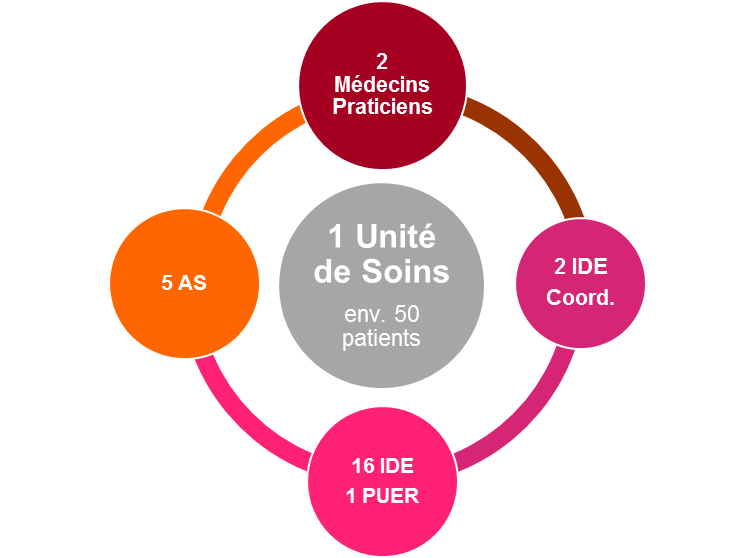 2
Médecins
Praticiens
1 Unité
de Soins
env. 50
patients
5 AS
2 IDE
Coord.
16 IDE
1 PUER